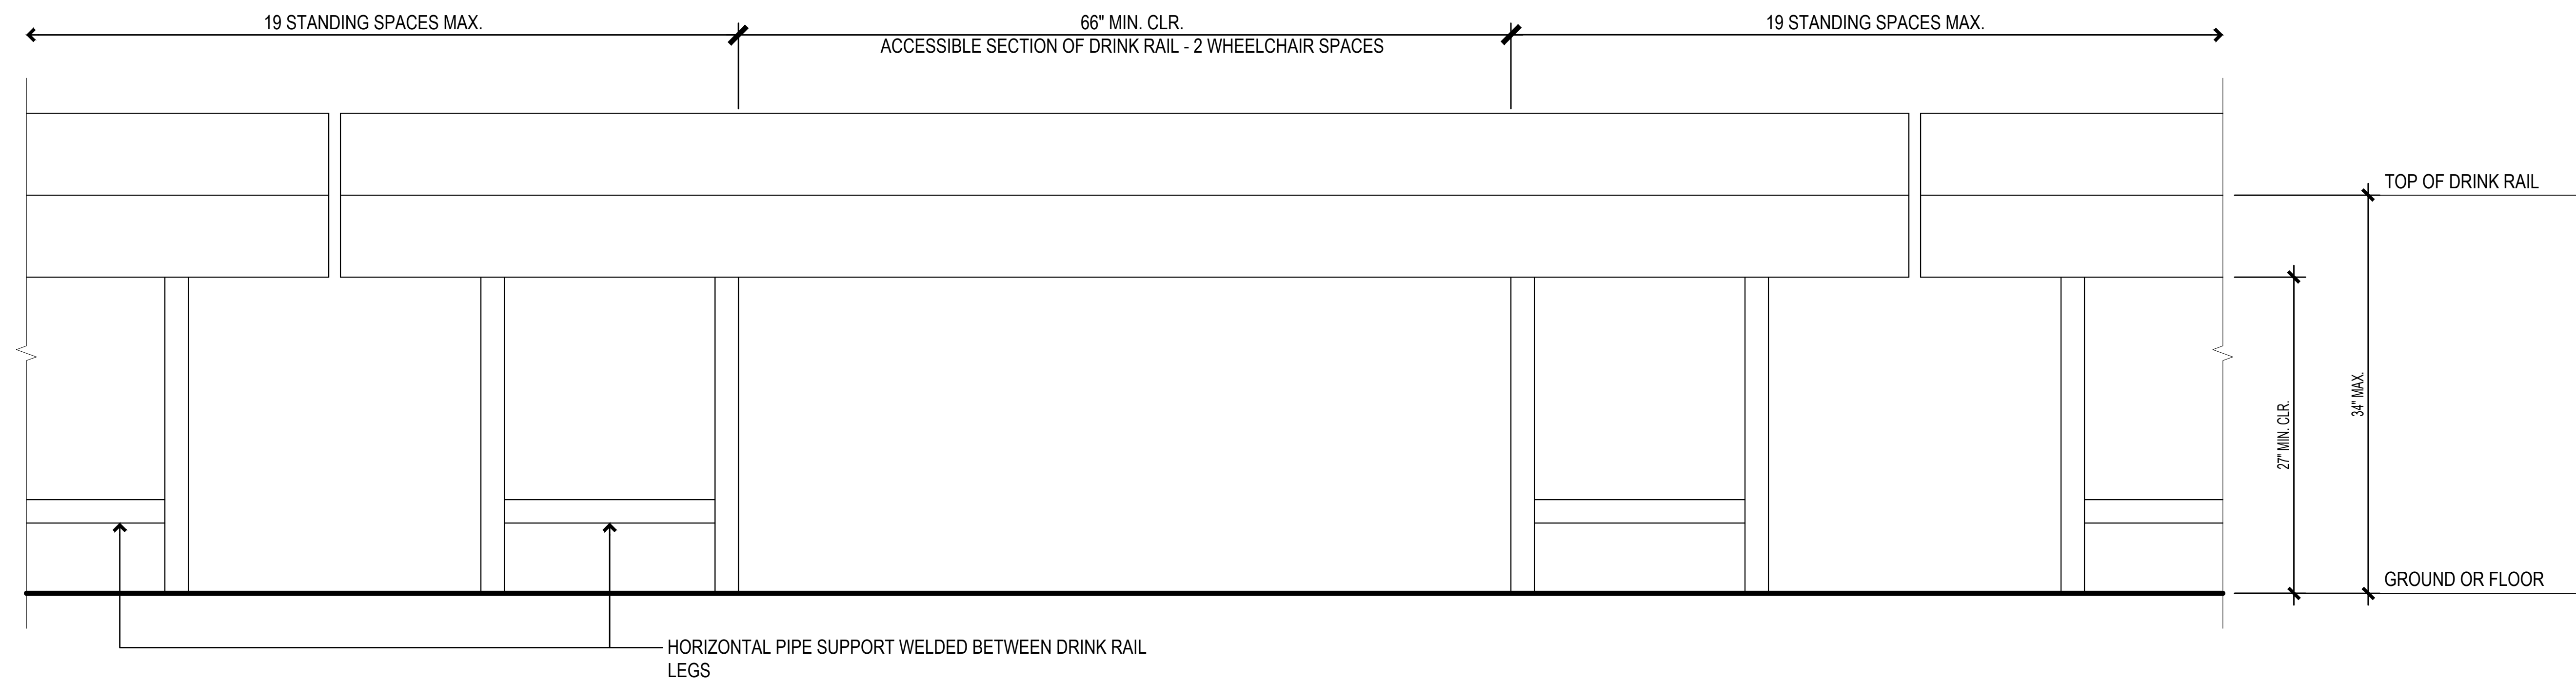 19 STANDING SPACES MAX.
66" MIN. CLR.
19 STANDING SPACES MAX.
ACCESSIBLE SECTION OF DRINK RAIL - 2 WHEELCHAIR SPACES
TOP OF DRINK RAIL
34" MAX.
27" MIN. CLR.
GROUND OR FLOOR
HORIZONTAL PIPE SUPPORT WELDED BETWEEN DRINK RAIL
LEGS